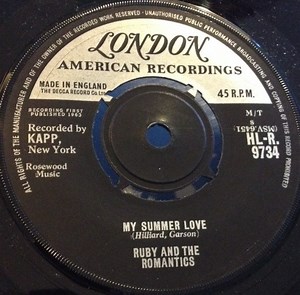 ALL RIGHTS OF THE MANUFACTURER AND OF THE OWNER OF THE RECORDED WORK RESERVED · UNAUTHORISED PUBLIC PERFORMANCE BROADCASTING AND COPYING OF THIS RECORD PROHIBITED
LONDON
AMERICAN RECORDINGS
MADE IN ENGLAND
THE DECCA RECORD Co. Ltd.
45 R.P.M.
RECORDING FIRST
PUBLISHED 1963
M/T
Recorded by
KAPP,
New York
(MSV.6451)
HL-R.
9734
Rosewood
Music
MY SUMMER LOVE
(Hilliard, Garson)
RUBY AND THE
ROMANTICS